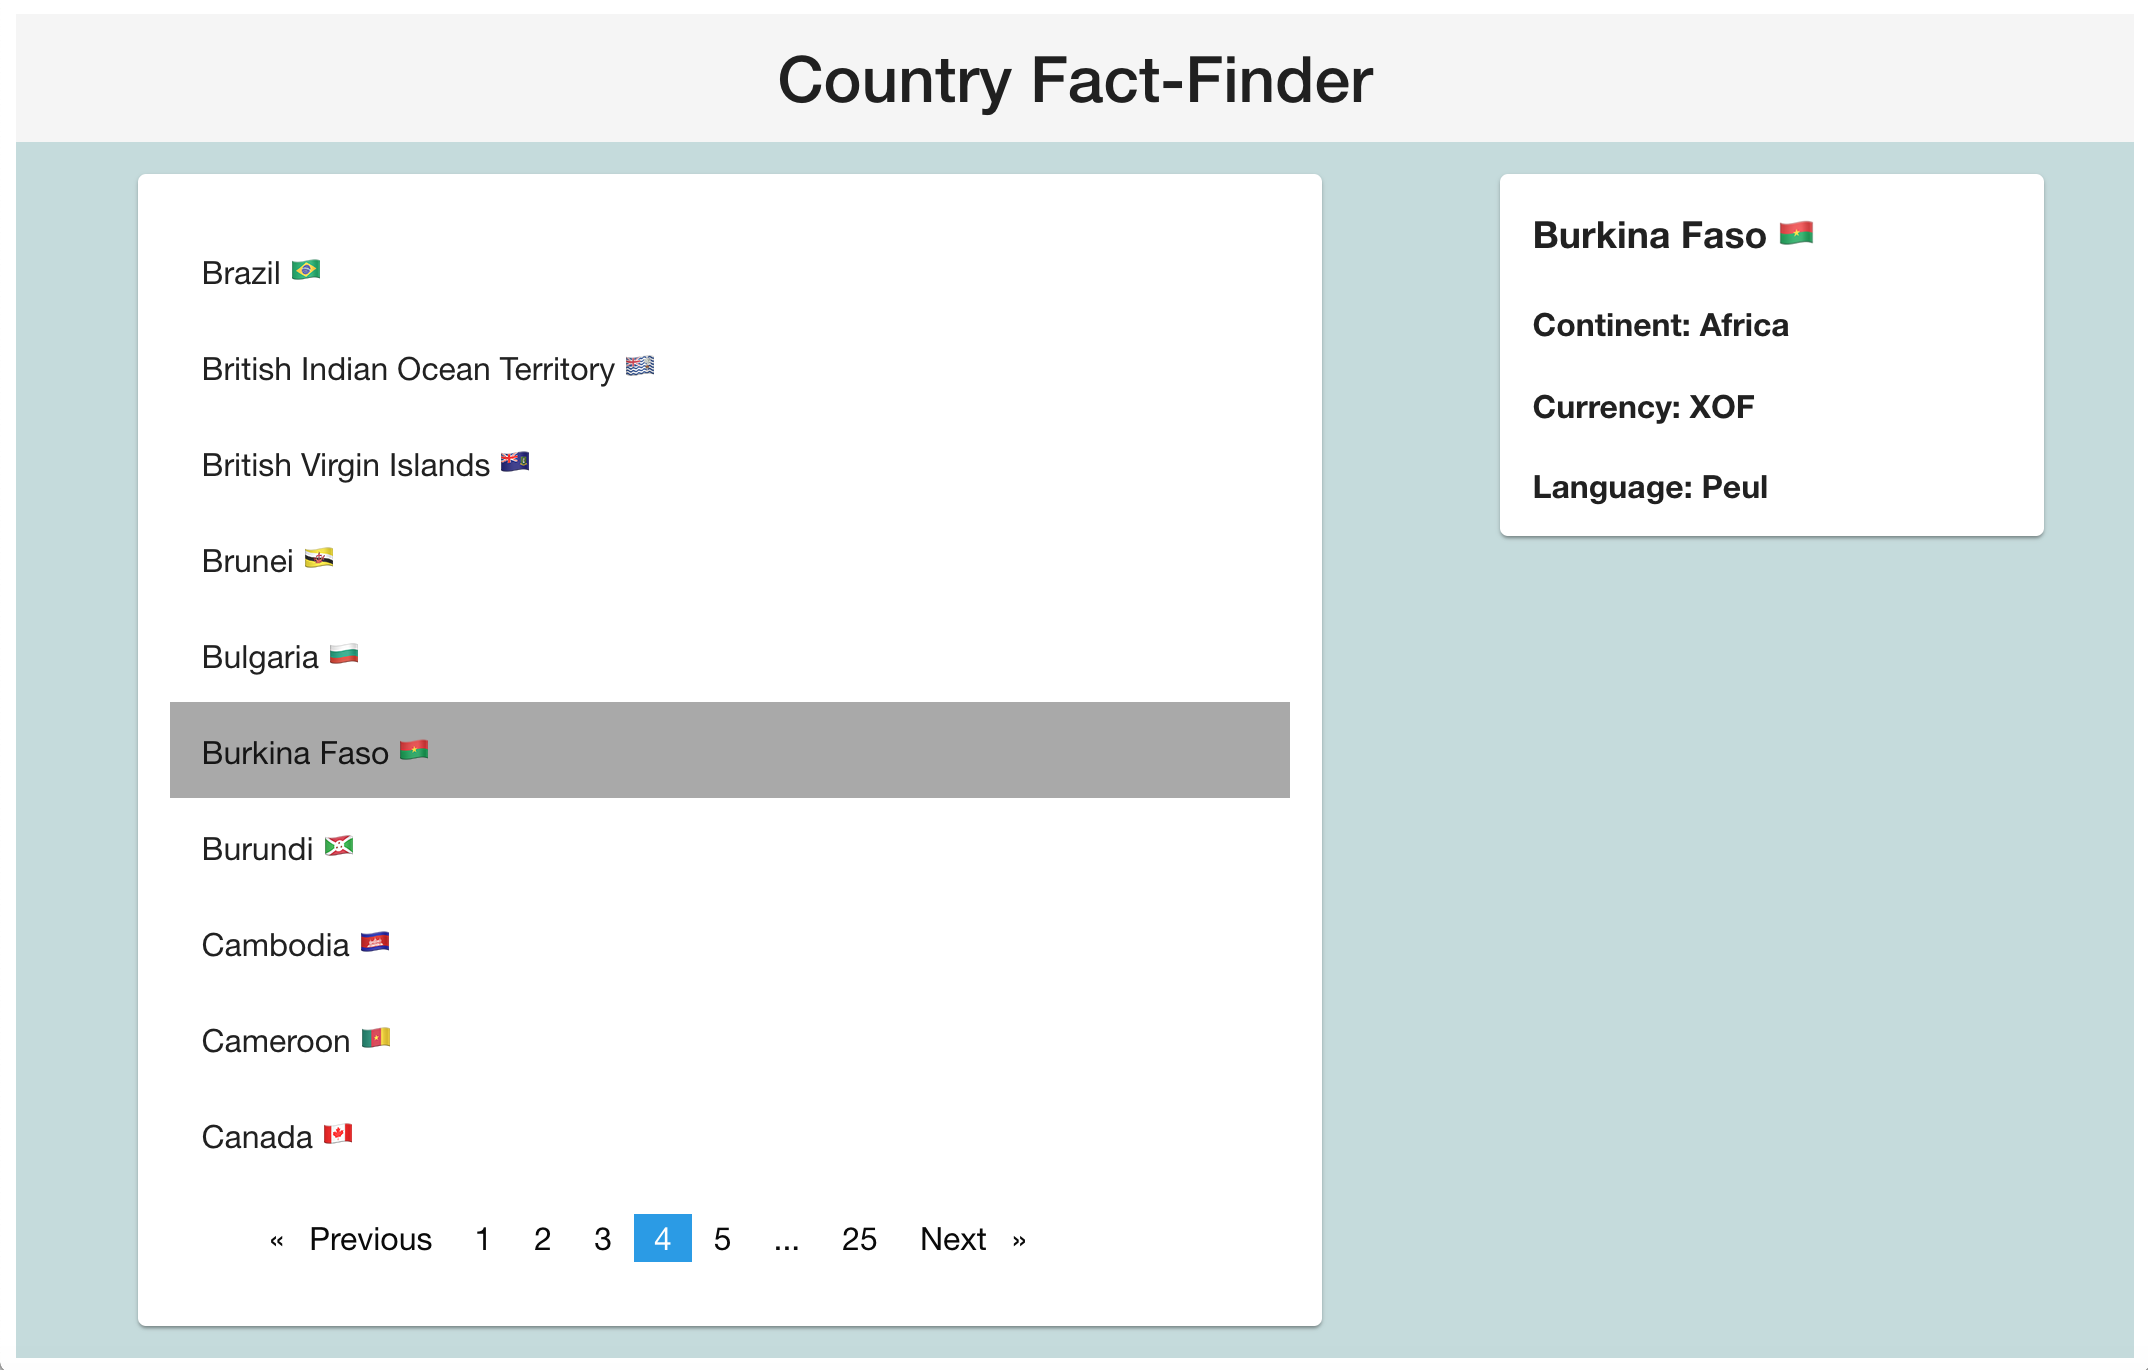 Country Fact-Finder
Brazil 🇧🇷
British Indian Ocean Territory 🇮🇴
British Virgin Islands 🇻🇬
Brunei 🇧🇳
Bulgaria 🇧🇬
Burkina Faso 🇧🇫
Burundi 🇧🇮
Cambodia 🇰🇭
Cameroon 🇨🇲
Canada 🇨🇦
« Previous 1 2 3 4 5 ... 25 Next »
Burkina Faso 🇧🇫
Continent: Africa
Currency: XOF
Language: Peul